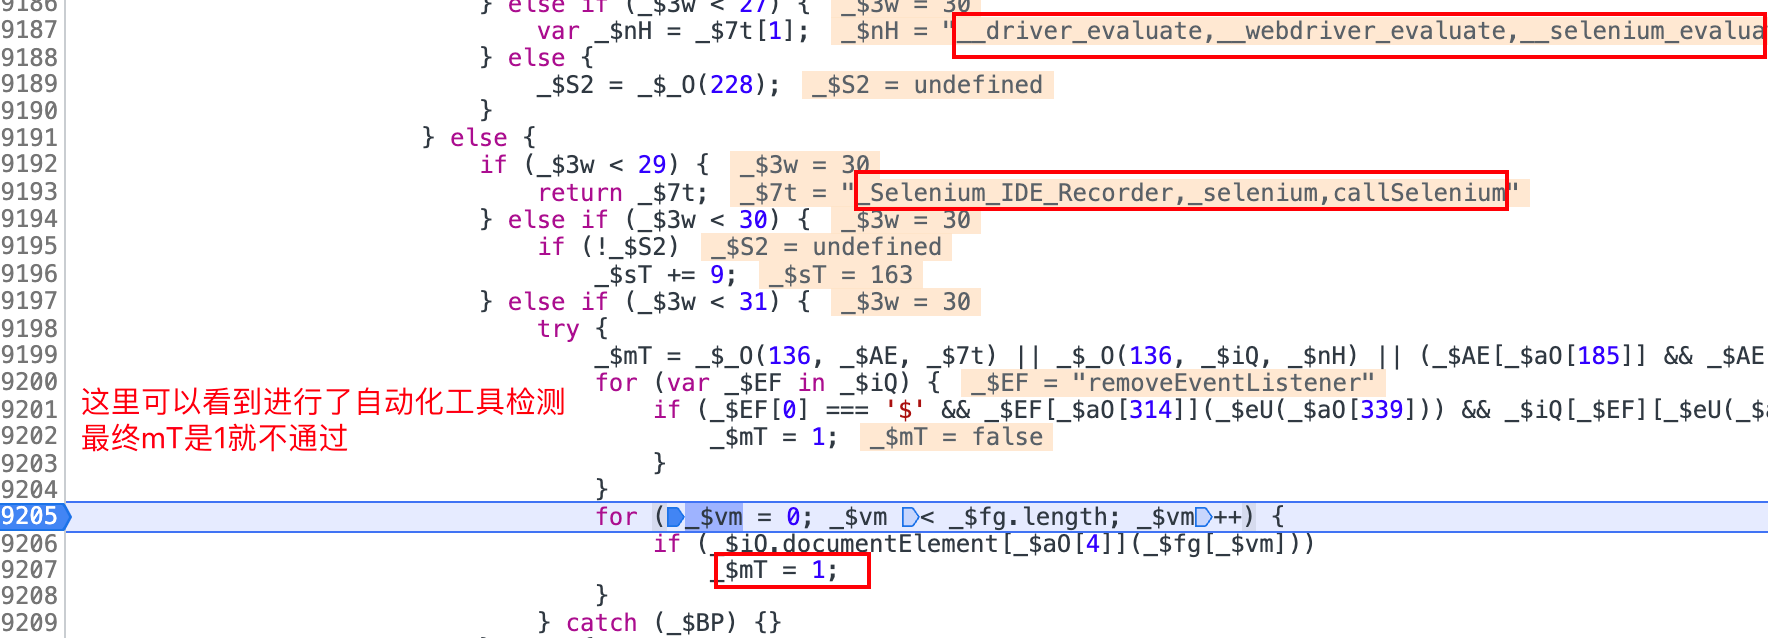 9186 } else if (_$3w < 27) { _$3w = 30
9187 var _$nH = _$7t[1]; _$nH = "__driver_evaluate,__webdriver_evaluate,__selenium_evalua
9188 } else {
9189 _$S2 = _$_O(228); _$S2 = undefined
9190 }
9191 } else {
9192 if (_$3w < 29) { _$3w = 30
9193 return _$7t; _$7t = "_Selenium_IDE_Recorder,_selenium,callSelenium"
9194 } else if (_$3w < 30) { _$3w = 30
9195 if (!_$S2) _$S2 = undefined
9196 _$sT += 9; _$sT = 163
9197 } else if (_$3w < 31) { _$3w = 30
9198 try {
9199 _$mT = _$_O(136, _$AE, _$7t) || _$_O(136, _$iQ, _$nH) || (_$AE[_$aO[185]] && _$AE
9200 for (var _$EF in _$iQ) { _$EF = "removeEventListener"
9201 if (_$EF[0] === '$' && _$EF[_$aO[314]](_$eU(_$aO[339])) && _$iQ[_$EF][_$eU(_$a
9202 _$mT = 1; _$mT = false
9203 }
9204 }
9205 for (_$vm = 0; _$vm < _$fg.length; _$vm++) {
9206 if (_$iQ.documentElement[_$aO[4]](_$fg[_$vm]))
9207 _$mT = 1;
9208 }
9209 } catch (_$BP) {}
这里可以看到进行了自动化工具检测
最终mT是1就不通过